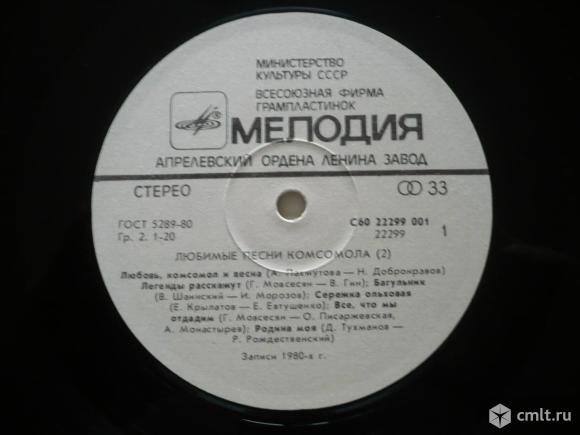 МИНИСТЕРСТВО
КУЛЬТУРЫ СССР
ВСЕСОЮЗНАЯ ФИРМА
ГРАМПЛАСТИНОК
МЕЛОДИЯ
АПРЕЛЕВСКИЙ ОРДЕНА ЛЕНИНА ЗАВОД
СТЕРЕО 33
ГОСТ 5289-80 С60 22299 001
Гр. 2. 1-20 22299 1
ЛЮБИМЫЕ ПЕСНИ КОМСОМОЛА (2)
Любовь, комсомол и весна (А. Пахмутова — Н. Добронравов)
Легенды расскажут (Г. Мовсесян — В. Гин); Багульник
(В. Шаинский — И. Морозов); Сережка ольховая
(Е. Крылатов — Е. Евтушенко); Все, что мы
отдадим (Г. Мовсесян — О. Писаржевская,
А. Монастырев); Родина моя (Д. Тухманов —
Р. Рождественский)
Записи 1980-х г.
cmlt.ru